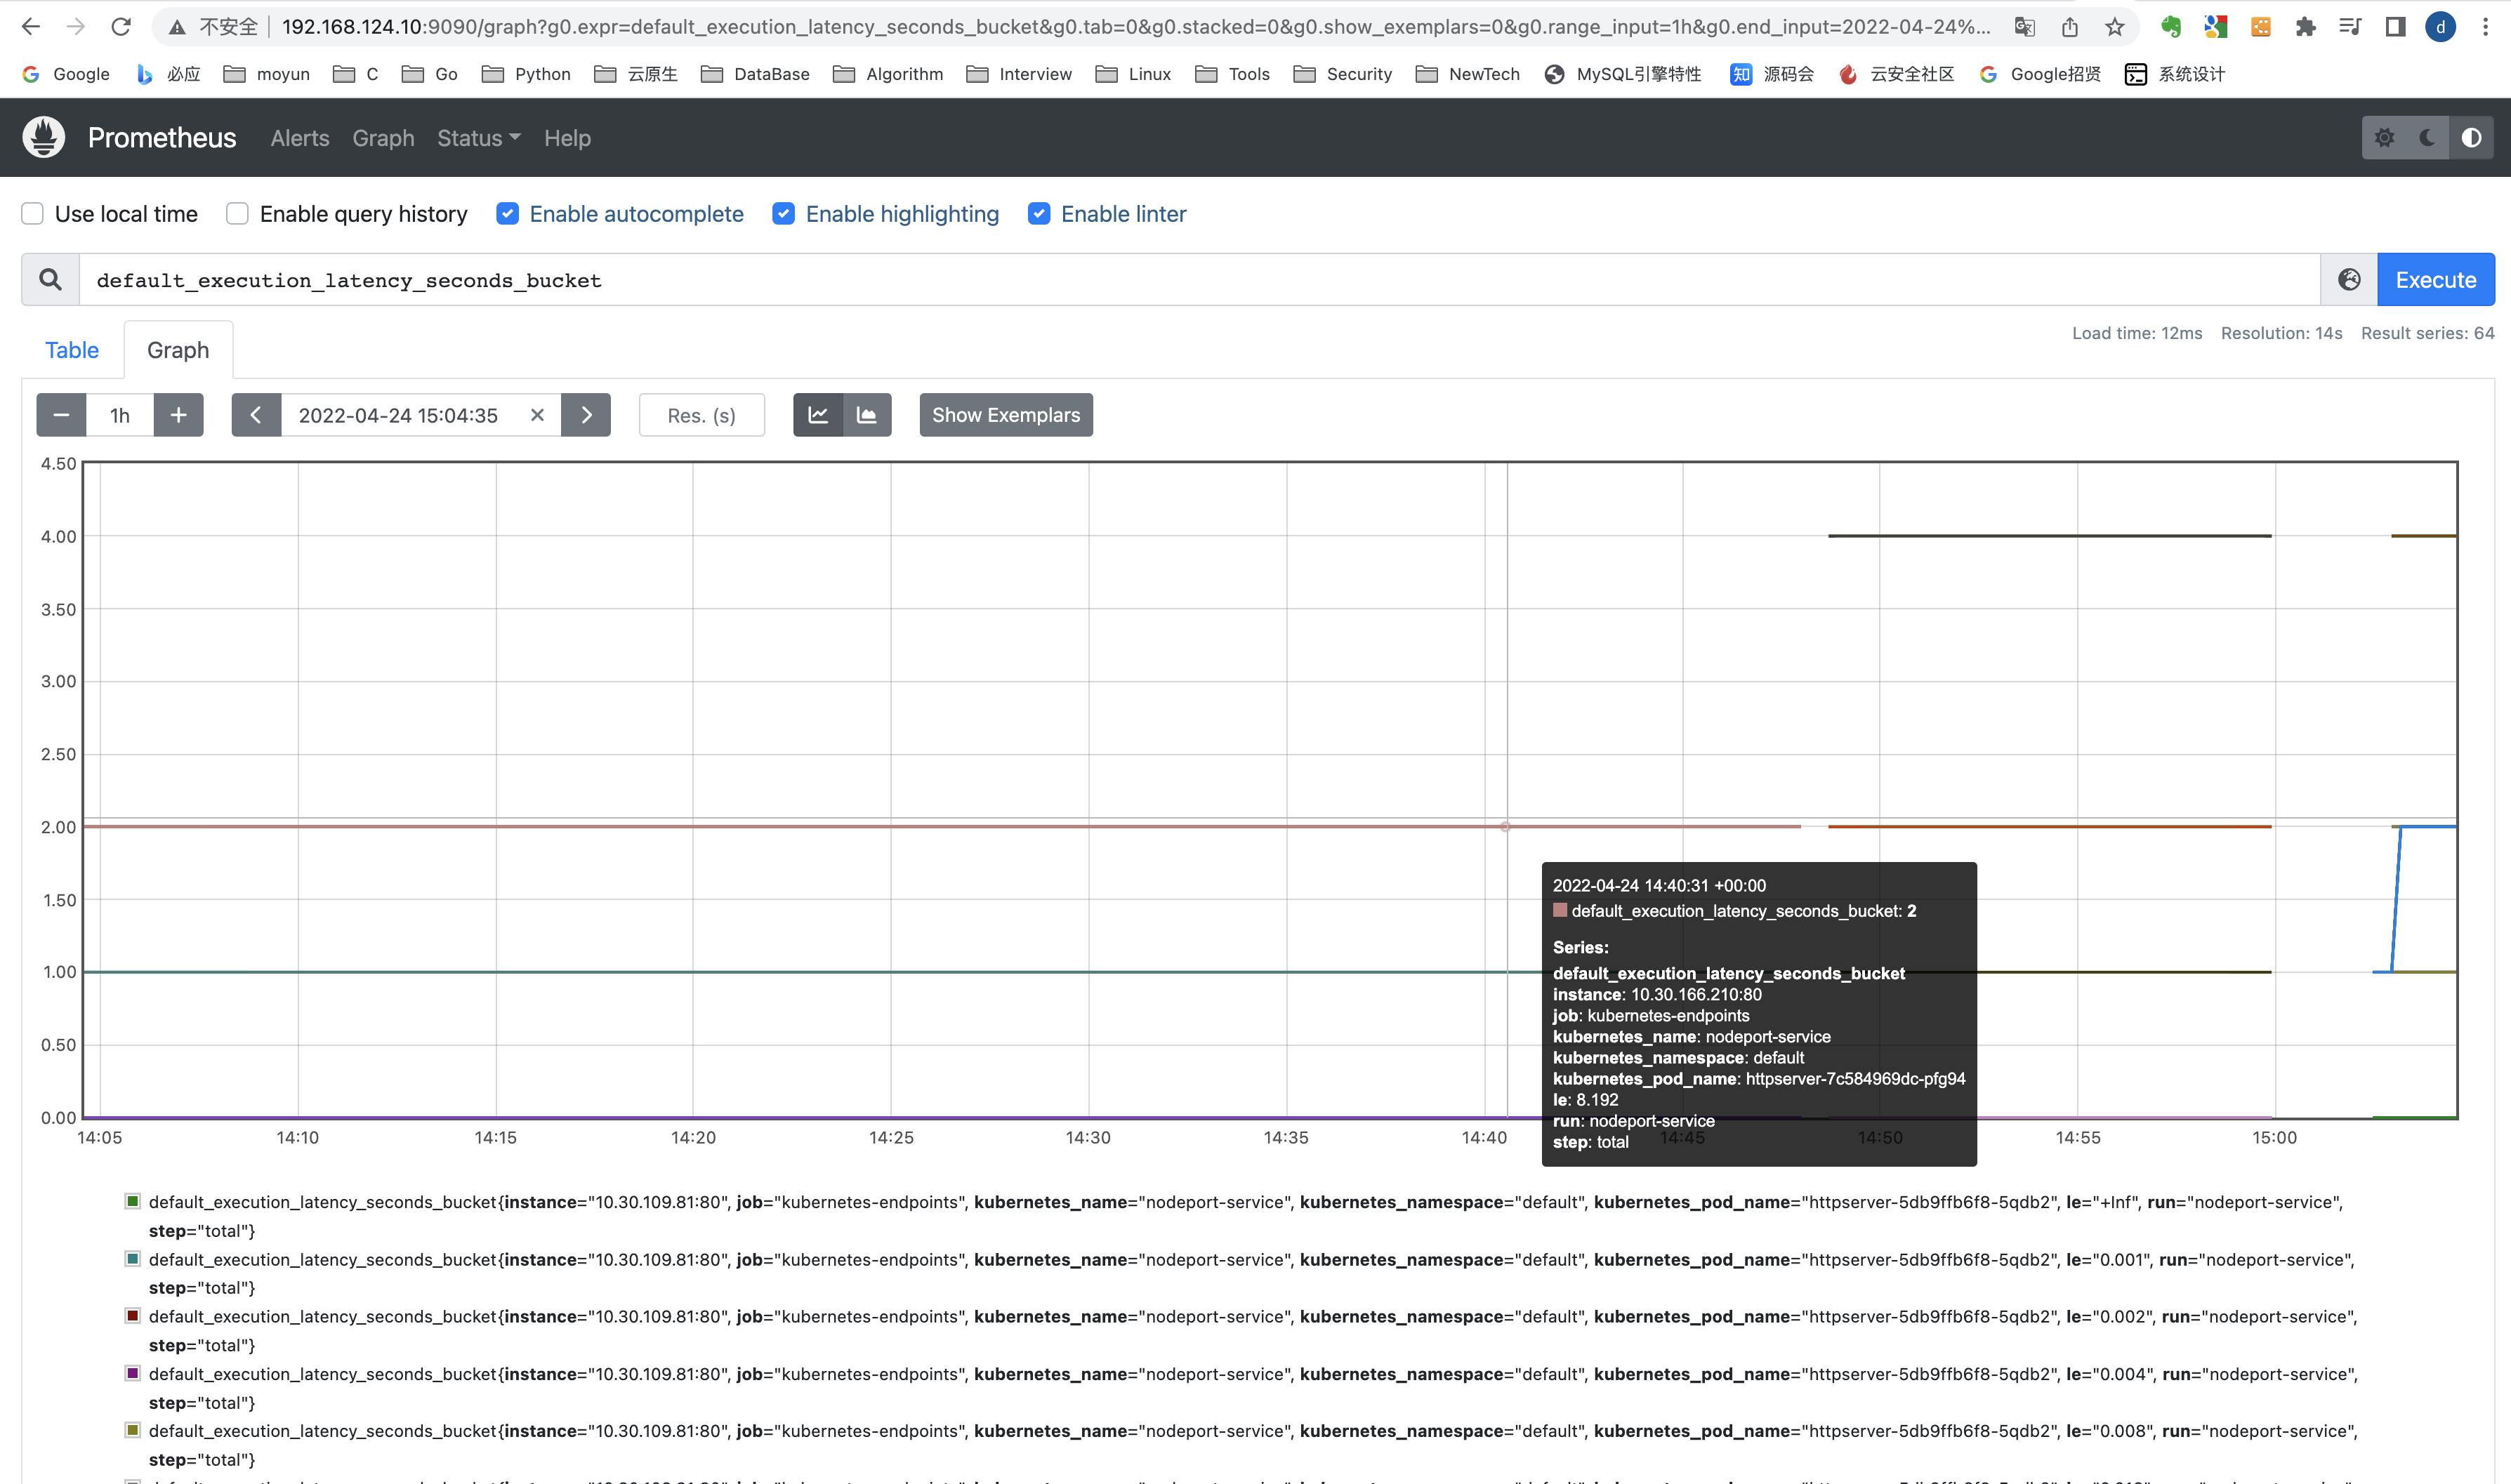 不安全 192.168.124.10:9090/graph?g0.expr=default_execution_latency_seconds_bucket&g0.tab=0&g0.stacked=0&g0.show_exemplars=0&g0.range_input=1h&g0.end_input=2022-04-24%... d
Google 必应 moyun C Go Python 云原生 DataBase Algorithm Interview Linux Tools Security NewTech MySQL引擎特性 知 源码会 云安全社区 Google招贤 系统设计
Prometheus Alerts Graph Status Help
Use local time Enable query history Enable autocomplete Enable highlighting Enable linter
default_execution_latency_seconds_bucket Execute
Table Graph Load time: 12ms Resolution: 14s Result series: 64
1h 2022-04-24 15:04:35 Res. (s) Show Exemplars
4.50
4.00
3.50
3.00
2.50
2.00
1.50
1.00
0.50
0.00
2022-04-24 14:40:31 +00:00
default_execution_latency_seconds_bucket: 2
Series:
default_execution_latency_seconds_bucket
instance: 10.30.166.210:80
job: kubernetes-endpoints
kubernetes_name: nodeport-service
kubernetes_namespace: default
kubernetes_pod_name: httpserver-7c584969dc-pfg94
le: 8.192
run: nodeport-service
step: total
14:05 14:10 14:15 14:20 14:25 14:30 14:35 14:40 14:45 14:50 14:55 15:00
default_execution_latency_seconds_bucket{instance="10.30.109.81:80", job="kubernetes-endpoints", kubernetes_name="nodeport-service", kubernetes_namespace="default", kubernetes_pod_name="httpserver-5db9ffb6f8-5qdb2", le="+Inf", run="nodeport-service",
step="total"}
default_execution_latency_seconds_bucket{instance="10.30.109.81:80", job="kubernetes-endpoints", kubernetes_name="nodeport-service", kubernetes_namespace="default", kubernetes_pod_name="httpserver-5db9ffb6f8-5qdb2", le="0.001", run="nodeport-service",
step="total"}
default_execution_latency_seconds_bucket{instance="10.30.109.81:80", job="kubernetes-endpoints", kubernetes_name="nodeport-service", kubernetes_namespace="default", kubernetes_pod_name="httpserver-5db9ffb6f8-5qdb2", le="0.002", run="nodeport-service",
step="total"}
default_execution_latency_seconds_bucket{instance="10.30.109.81:80", job="kubernetes-endpoints", kubernetes_name="nodeport-service", kubernetes_namespace="default", kubernetes_pod_name="httpserver-5db9ffb6f8-5qdb2", le="0.004", run="nodeport-service",
step="total"}
default_execution_latency_seconds_bucket{instance="10.30.109.81:80", job="kubernetes-endpoints", kubernetes_name="nodeport-service", kubernetes_namespace="default", kubernetes_pod_name="httpserver-5db9ffb6f8-5qdb2", le="0.008", run="nodeport-service",
step="total"}